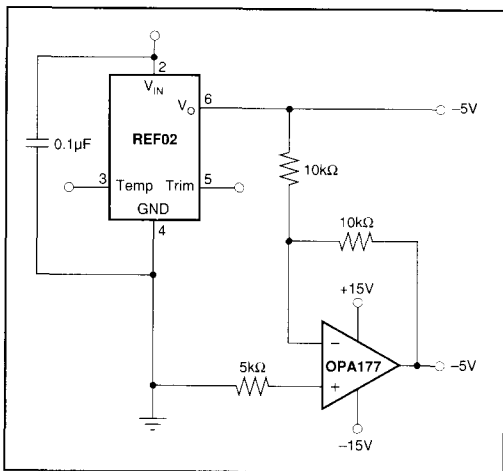 2
V_IN
V_O
6
–5V
REF02
0.1µF
10kΩ
3
Temp
Trim
5
10kΩ
GND
4
+15V
–
5kΩ
OPA177
–5V
+
–15V